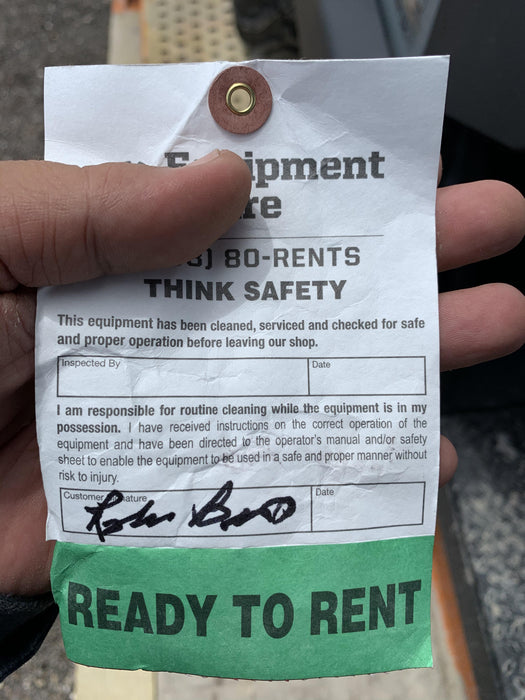 Equipment
) 80-RENTS
THINK SAFETY
This equipment has been cleaned, serviced and checked for safe
and proper operation before leaving our shop.
Inspected By Date
I am responsible for routine cleaning while the equipment is in my
possession. I have received instructions on the correct operation of the
equipment and have been directed to the operator's manual and/or safety
sheet to enable the equipment to be used in a safe and proper manner without
risk to injury.
Customer Signature Date
READY TO RENT